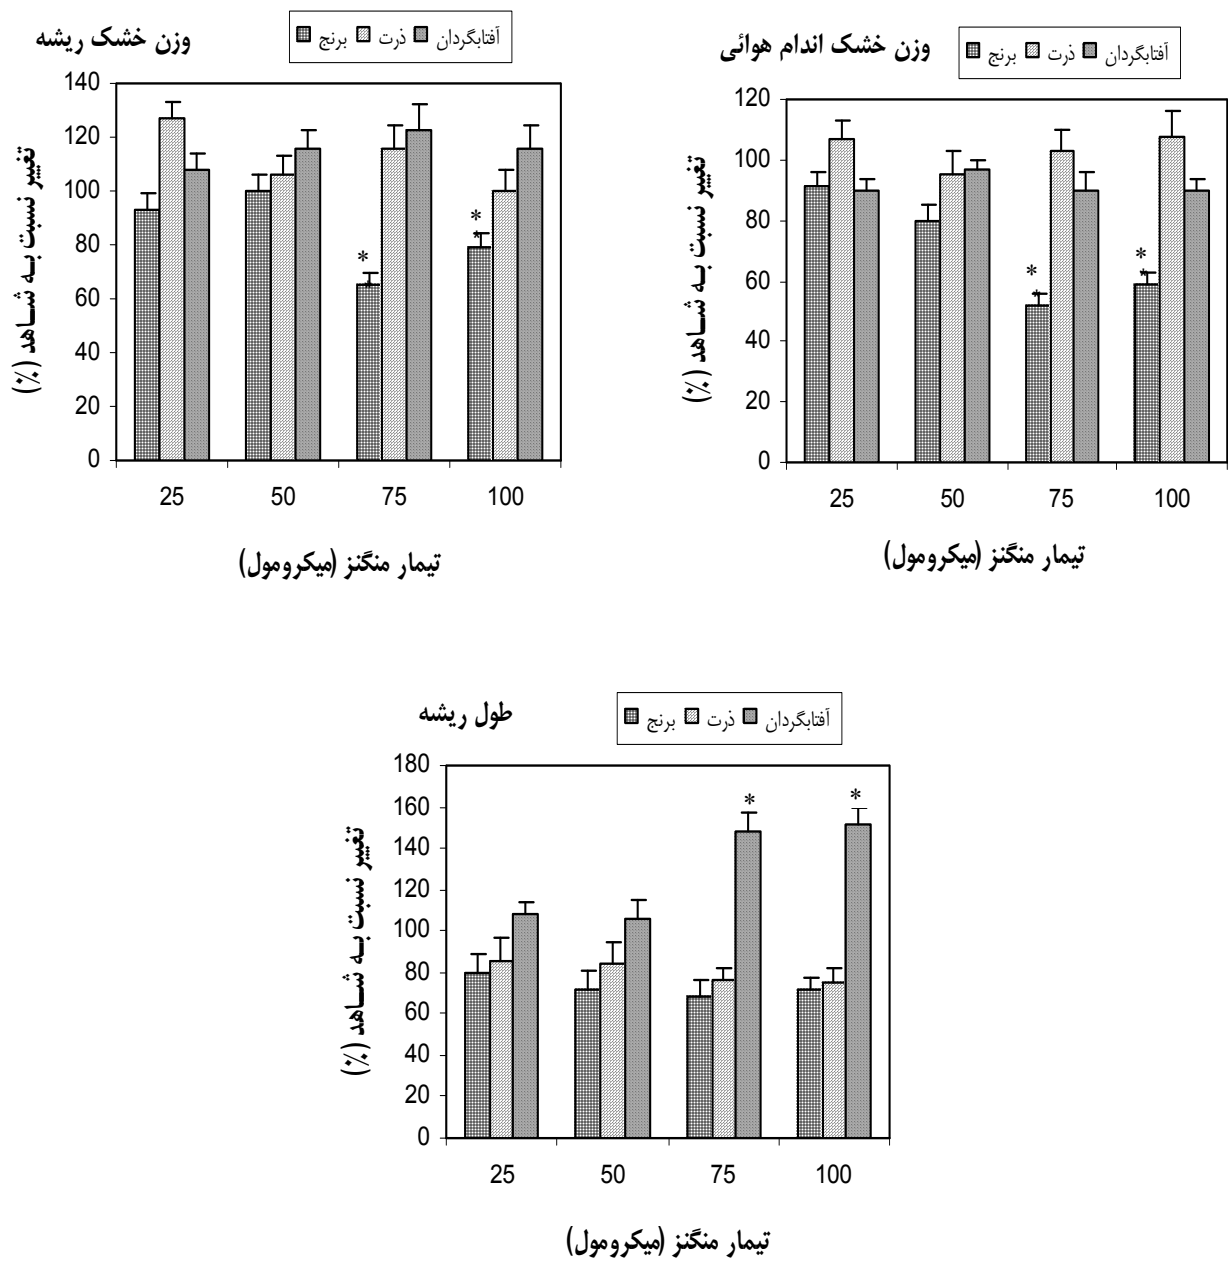 وزن خشک ریشه
برنج ذرت آفتابگردان
تغییر نسبت به شاهد (%)
140
120
100
80
60
40
20
0
* * * *
25 50 75 100
تیمار منگنز (میکرومول)
وزن خشک اندام هوائی
برنج ذرت آفتابگردان
تغییر نسبت به شاهد (%)
120
100
80
60
40
20
0
* * * *
25 50 75 100
تیمار منگنز (میکرومول)
طول ریشه
برنج ذرت آفتابگردان
تغییر نسبت به شاهد (%)
180
160
140
120
100
80
60
40
20
0
* *
25 50 75 100
تیمار منگنز (میکرومول)